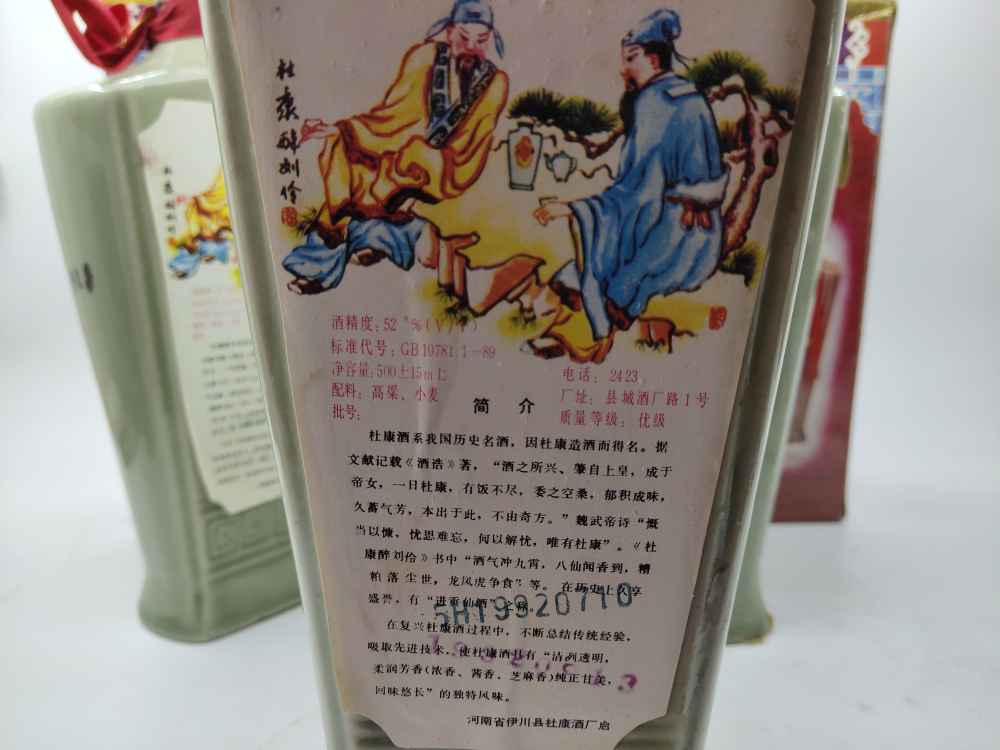 杜康醉刘伶
酒精度:52°%(V/V)
标准代号:GB10781.1-89
净容量:500±15mL
配料:高粱、小麦
批号:
电话:2423
厂址:县城酒厂路1号
质量等级:优级
简介
杜康酒系我国历史名酒，因杜康造酒而得名。据
文献记载《酒浩》著，“酒之所兴、肇自上皇，成于
帝女，一曰杜康，有饭不尽，委之空桑，郁积成味，
久蓄气芳，本出于此，不由奇方。”魏武帝诗“慨
当以慷，忧思难忘，何以解忧，唯有杜康”。《杜
康醉刘伶》书中“酒气冲九宵，八仙闻香到，糟
粕落尘世，龙凤虎争食”等。在历史上久享
盛誉，有“进贡仙酒”之称。
5H19920710
在复兴杜康酒过程中，不断总结传统经验，
吸取先进技术，使杜康酒具有“洁冽透明，
柔润芳香(浓香、酱香、芝麻香)纯正甘美，
回味悠长”的独特风味。
河南省伊川县杜康酒厂启